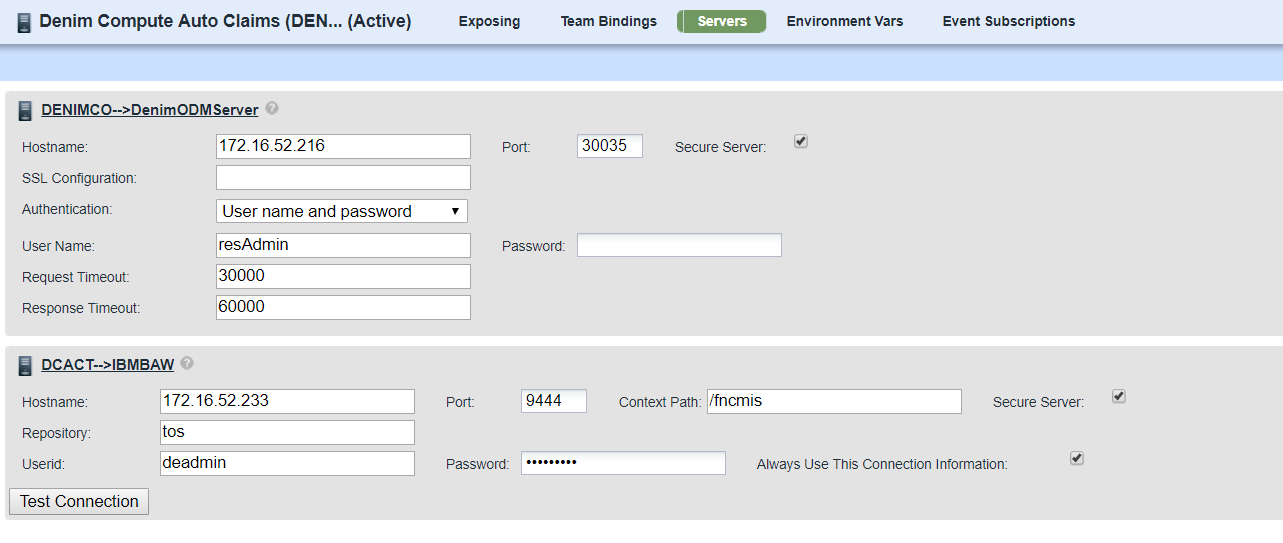 Denim Compute Auto Claims (DEN... (Active) Exposing Team Bindings Servers Environment Vars Event Subscriptions
DENIMCO-->DenimODMServer ?
Hostname: 172.16.52.216 Port: 30035 Secure Server:
SSL Configuration:
Authentication: User name and password
User Name: resAdmin Password:
Request Timeout: 30000
Response Timeout: 60000
DCACT-->IBMBAW ?
Hostname: 172.16.52.233 Port: 9444 Context Path: /fncmis Secure Server:
Repository: tos
Userid: deadmin Password: ••••••••• Always Use This Connection Information:
Test Connection